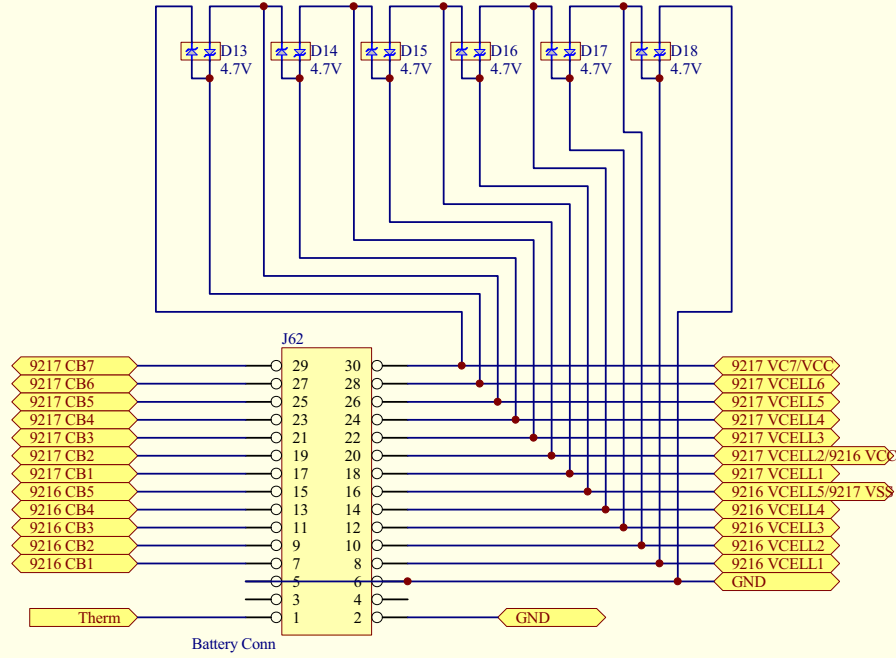 D13 D14 D15 D16 D17 D18
4.7V 4.7V 4.7V 4.7V 4.7V 4.7V
J62
9217 CB7 29 30 9217 VC7/VCC
9217 CB6 27 28 9217 VCELL6
9217 CB5 25 26 9217 VCELL5
9217 CB4 23 24 9217 VCELL4
9217 CB3 21 22 9217 VCELL3
9217 CB2 19 20 9217 VCELL2/9216 VCC
9217 CB1 17 18 9217 VCELL1
9216 CB5 15 16 9216 VCELL5/9217 VSS
9216 CB4 13 14 9216 VCELL4
9216 CB3 11 12 9216 VCELL3
9216 CB2 9 10 9216 VCELL2
9216 CB1 7 8 9216 VCELL1
5 6 GND
3 4
Therm 1 2 GND
Battery Conn